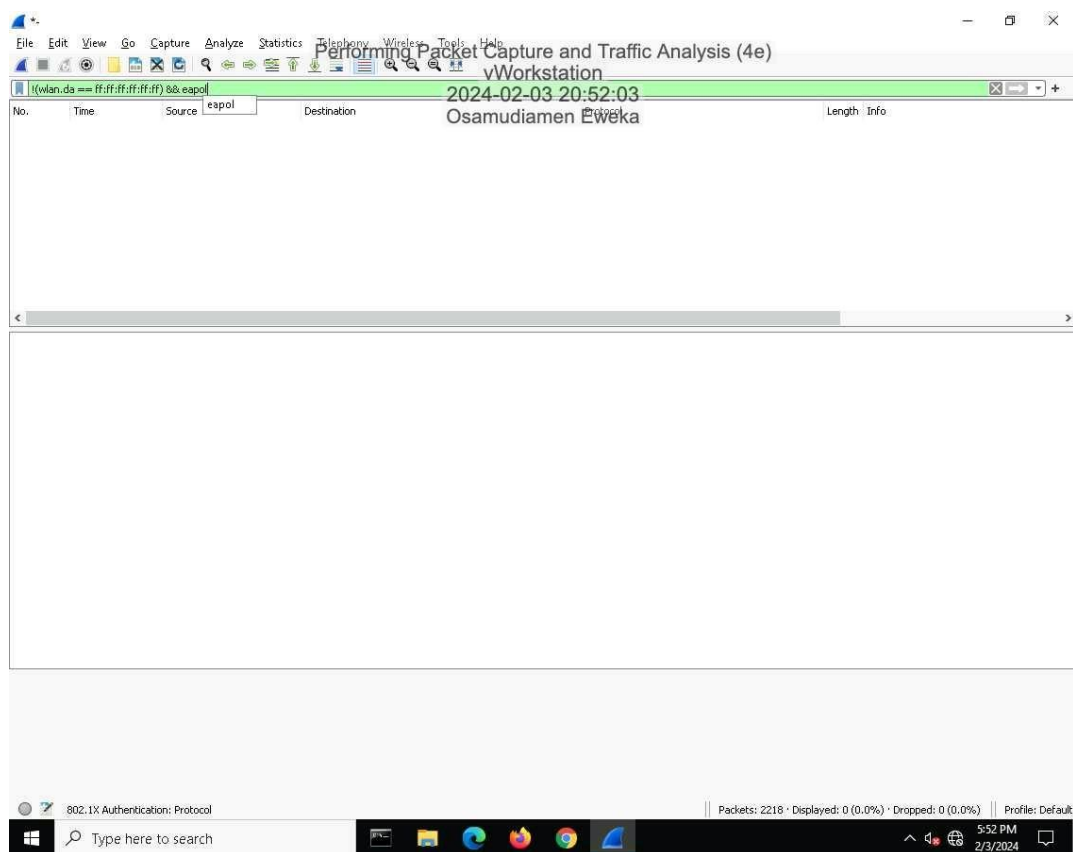 *-
File Edit View Go Capture Analyze Statistics Telephony Wireless Tools Help
Performing Packet Capture and Traffic Analysis (4e)
vWorkstation
2024-02-03 20:52:03
Osamudiamen Eweka
!(wlan.da == ff:ff:ff:ff:ff:ff) && eapol
eapol
No. Time Source Destination Protocol Length Info
802.1X Authentication: Protocol
Packets: 2218 · Displayed: 0 (0.0%) · Dropped: 0 (0.0%)
Profile: Default
Type here to search
5:52 PM
2/3/2024